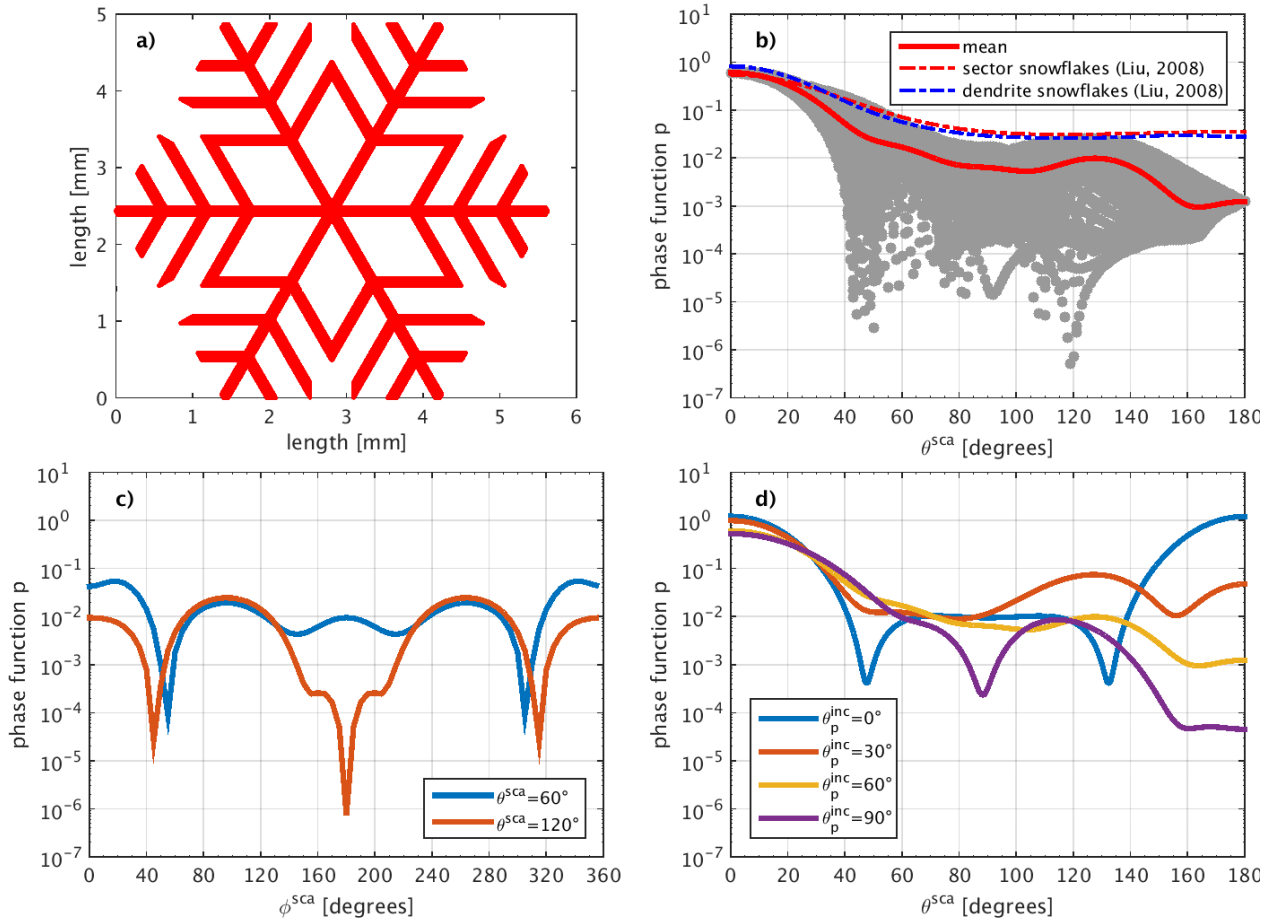 a)
5
4
3
2
1
0
length [mm]
0 1 2 3 4 5 6
length [mm]
b)
mean
sector snowflakes (Liu, 2008)
dendrite snowflakes (Liu, 2008)
10^1
10^0
10^-1
10^-2
10^-3
10^-4
10^-5
10^-6
10^-7
phase function p
0 20 40 60 80 100 120 140 160 180
θ^sca [degrees]
c)
10^1
10^0
10^-1
10^-2
10^-3
10^-4
10^-5
10^-6
10^-7
phase function p
θ^sca=60°
θ^sca=120°
0 40 80 120 160 200 240 280 320 360
ϕ^sca [degrees]
d)
10^1
10^0
10^-1
10^-2
10^-3
10^-4
10^-5
10^-6
10^-7
phase function p
θ_p^inc=0°
θ_p^inc=30°
θ_p^inc=60°
θ_p^inc=90°
0 20 40 60 80 100 120 140 160 180
θ^sca [degrees]